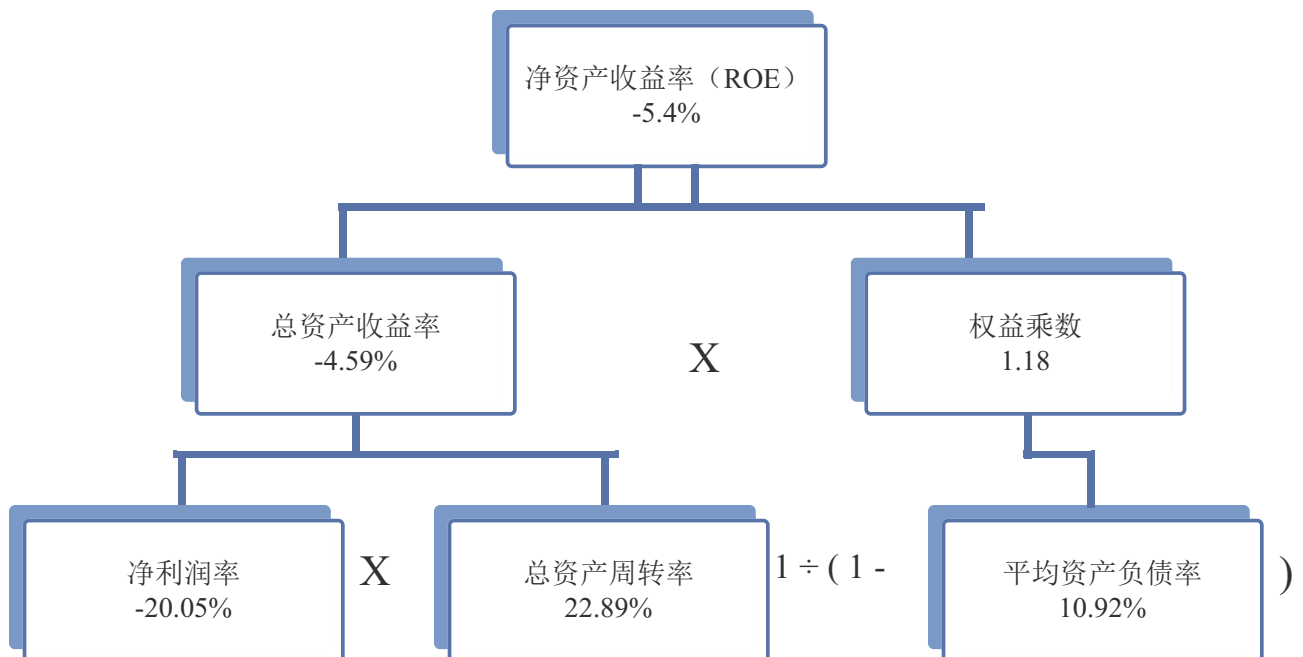 净资产收益率（ROE）
-5.4%
总资产收益率
-4.59%
X
权益乘数
1.18
净利润率
-20.05%
X
总资产周转率
22.89%
1 ÷ ( 1 -
平均资产负债率
10.92%
)